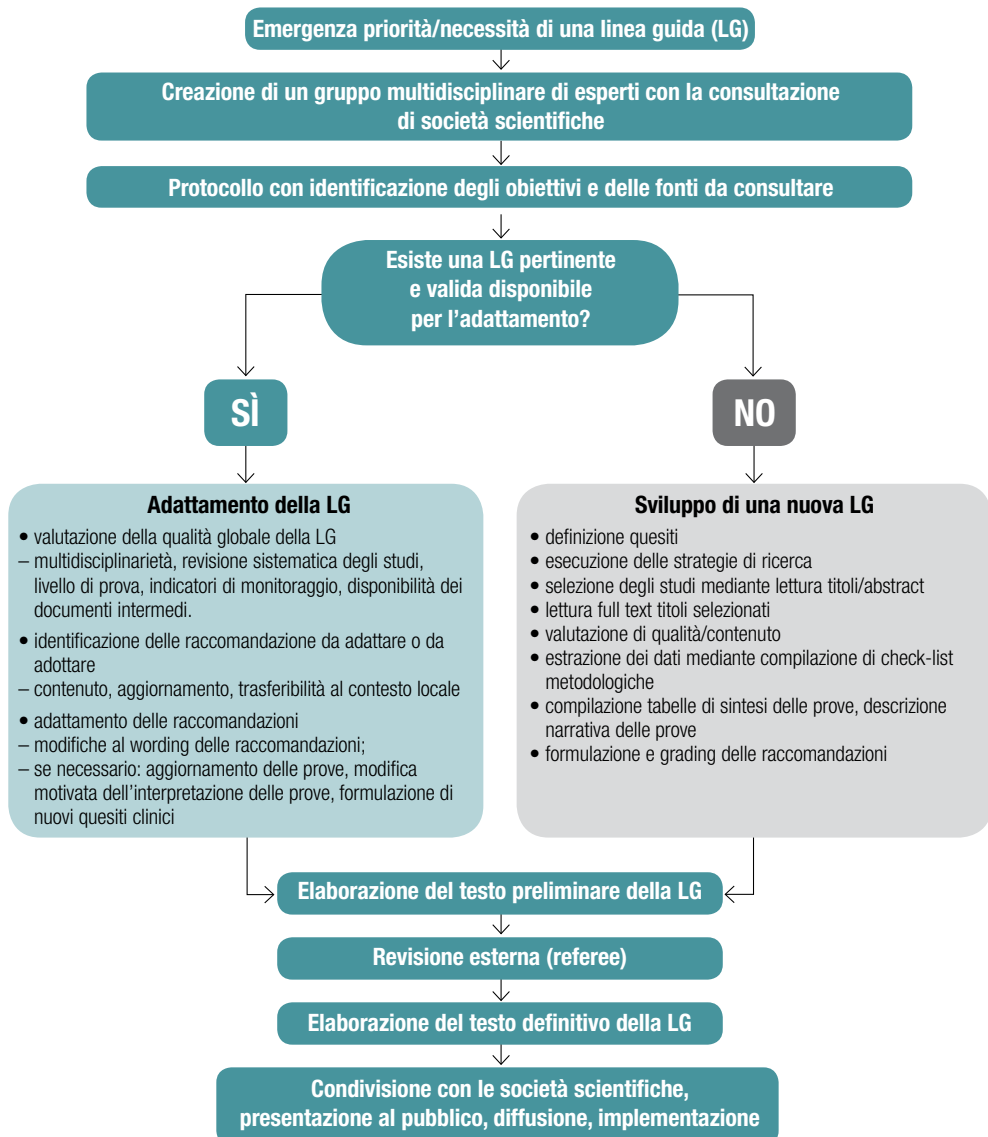 Emergenza priorità/necessità di una linea guida (LG)
Creazione di un gruppo multidisciplinare di esperti con la consultazione
di società scientifiche
Protocollo con identificazione degli obiettivi e delle fonti da consultare
Esiste una LG pertinente
e valida disponibile
per l'adattamento?
SÌ
NO
Adattamento della LG
• valutazione della qualità globale della LG
– multidisciplinarietà, revisione sistematica degli studi,
livello di prova, indicatori di monitoraggio, disponibilità dei
documenti intermedi.
• identificazione delle raccomandazione da adattare o da
adottare
– contenuto, aggiornamento, trasferibilità al contesto locale
• adattamento delle raccomandazioni
– modifiche al wording delle raccomandazioni;
– se necessario: aggiornamento delle prove, modifica
motivata dell'interpretazione delle prove, formulazione di
nuovi quesiti clinici
Sviluppo di una nuova LG
• definizione quesiti
• esecuzione delle strategie di ricerca
• selezione degli studi mediante lettura titoli/abstract
• lettura full text titoli selezionati
• valutazione di qualità/contenuto
• estrazione dei dati mediante compilazione di check-list
metodologiche
• compilazione tabelle di sintesi delle prove, descrizione
narrativa delle prove
• formulazione e grading delle raccomandazioni
Elaborazione del testo preliminare della LG
Revisione esterna (referee)
Elaborazione del testo definitivo della LG
Condivisione con le società scientifiche,
presentazione al pubblico, diffusione, implementazione